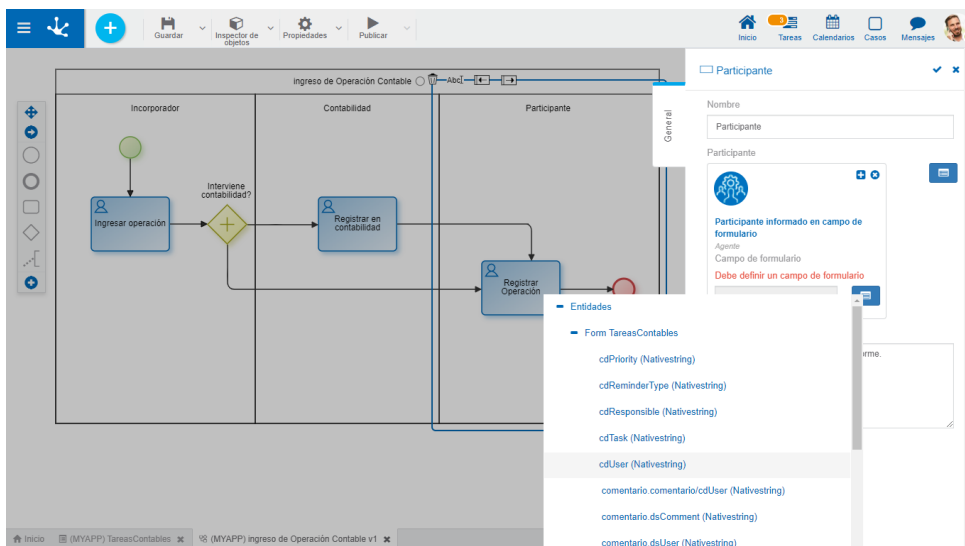 Guardar
Inspector de
objetos
Propiedades
Publicar
Inicio
3
Tareas
Calendarios
Casos
Mensajes
ingreso de Operación Contable
Abc
Incorporador
Contabilidad
Participante
Ingresar operación
Interviene
contabilidad?
Registrar en
contabilidad
Registrar
Operación
General
Participante
Nombre
Participante
Participante
Participante informado en campo de
formulario
Agente
Campo de formulario
Debe definir un campo de formulario
orme.
Entidades
Form TareasContables
cdPriority (Nativestring)
cdReminderType (Nativestring)
cdResponsible (Nativestring)
cdTask (Nativestring)
cdUser (Nativestring)
comentario.comentario/cdUser (Nativestring)
comentario.dsComment (Nativestring)
comentario.dsUser (Nativestring)
Inicio
(MYAPP) TareasContables
(MYAPP) ingreso de Operación Contable v1